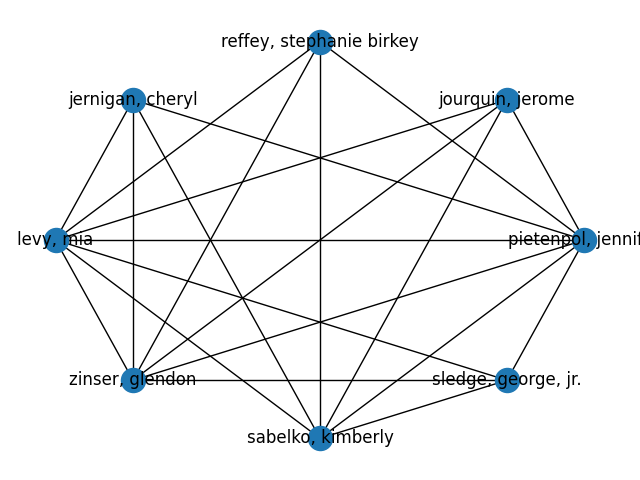 reffey, stephanie birkey
jernigan, cheryl
jourquin, jerome
levy, mia
pietenpol, jennif
zinser, glendon
sledge, george, jr.
sabelko, kimberly